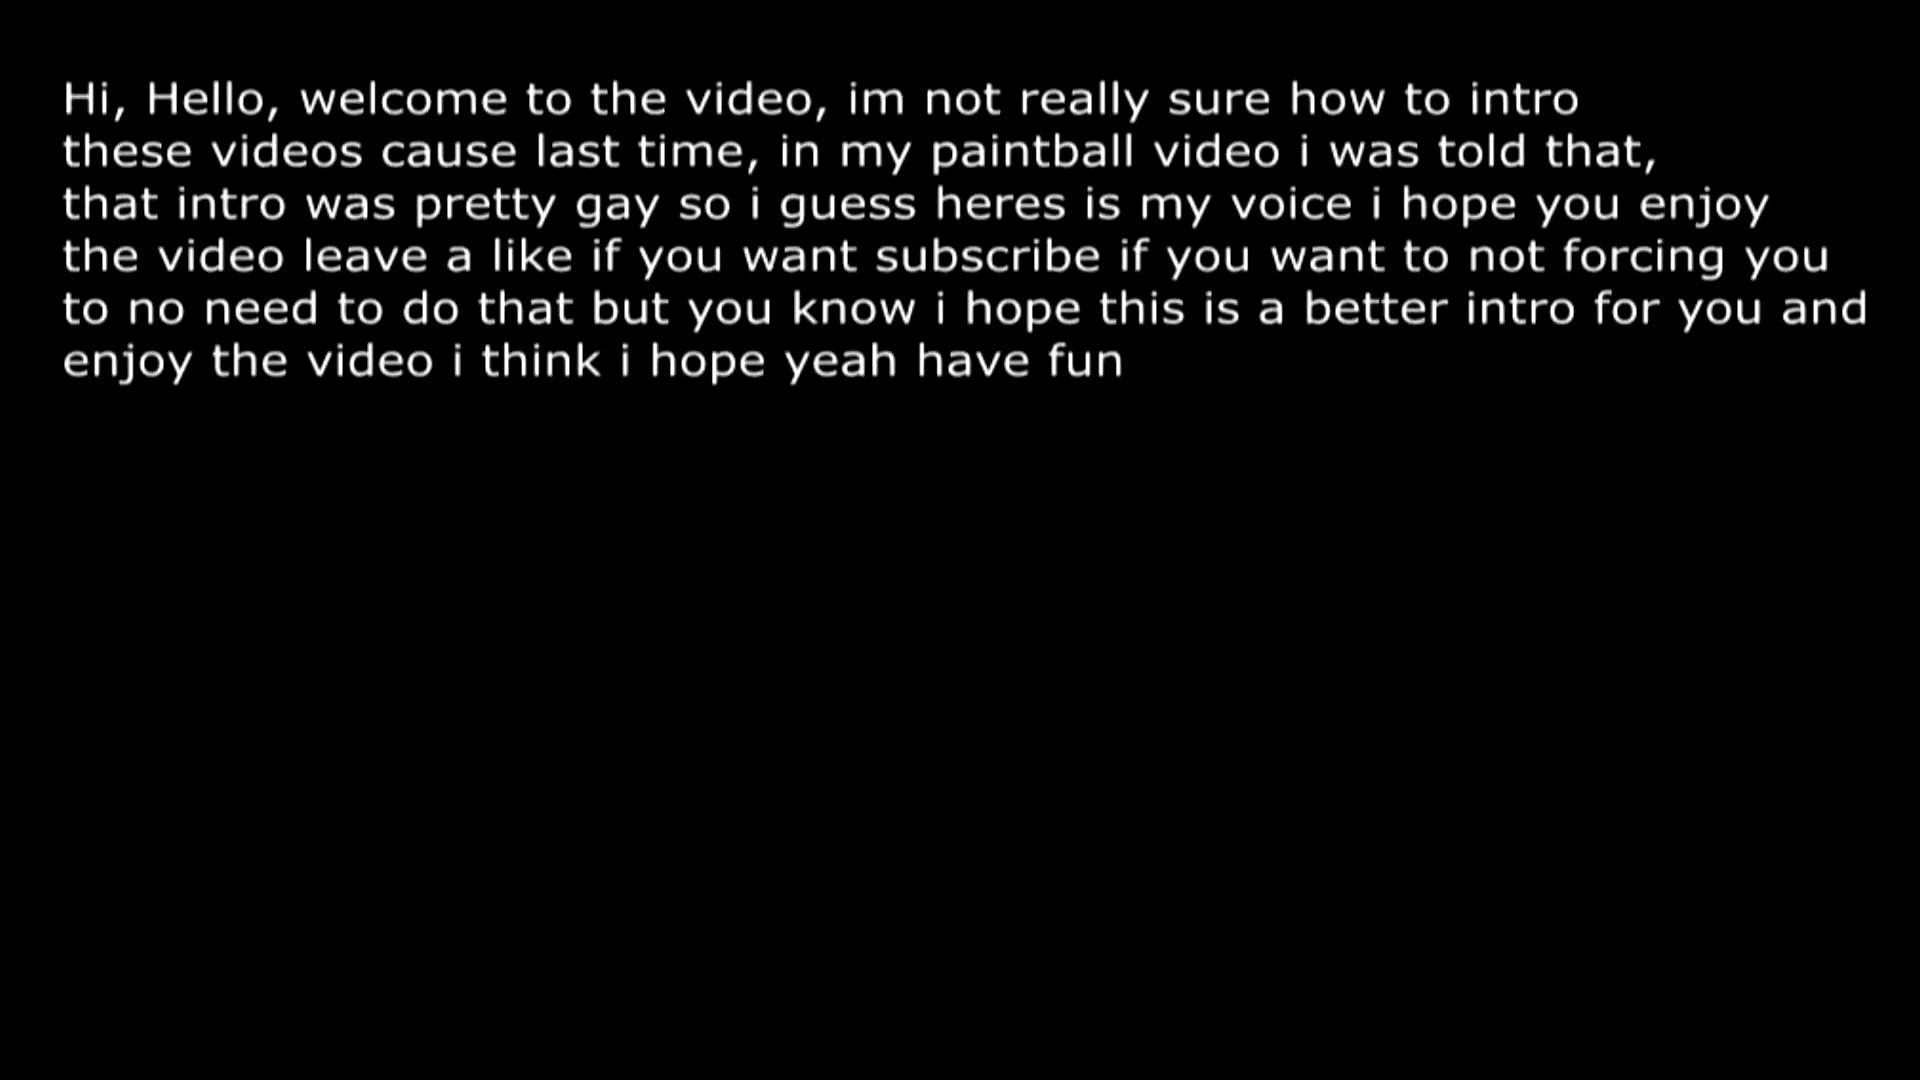 Hi, Hello, welcome to the video, im not really sure how to intro
these videos cause last time, in my paintball video i was told that,
that intro was pretty gay so i guess heres is my voice i hope you enjoy
the video leave a like if you want subscribe if you want to not forcing you
to no need to do that but you know i hope this is a better intro for you and
enjoy the video i think i hope yeah have fun